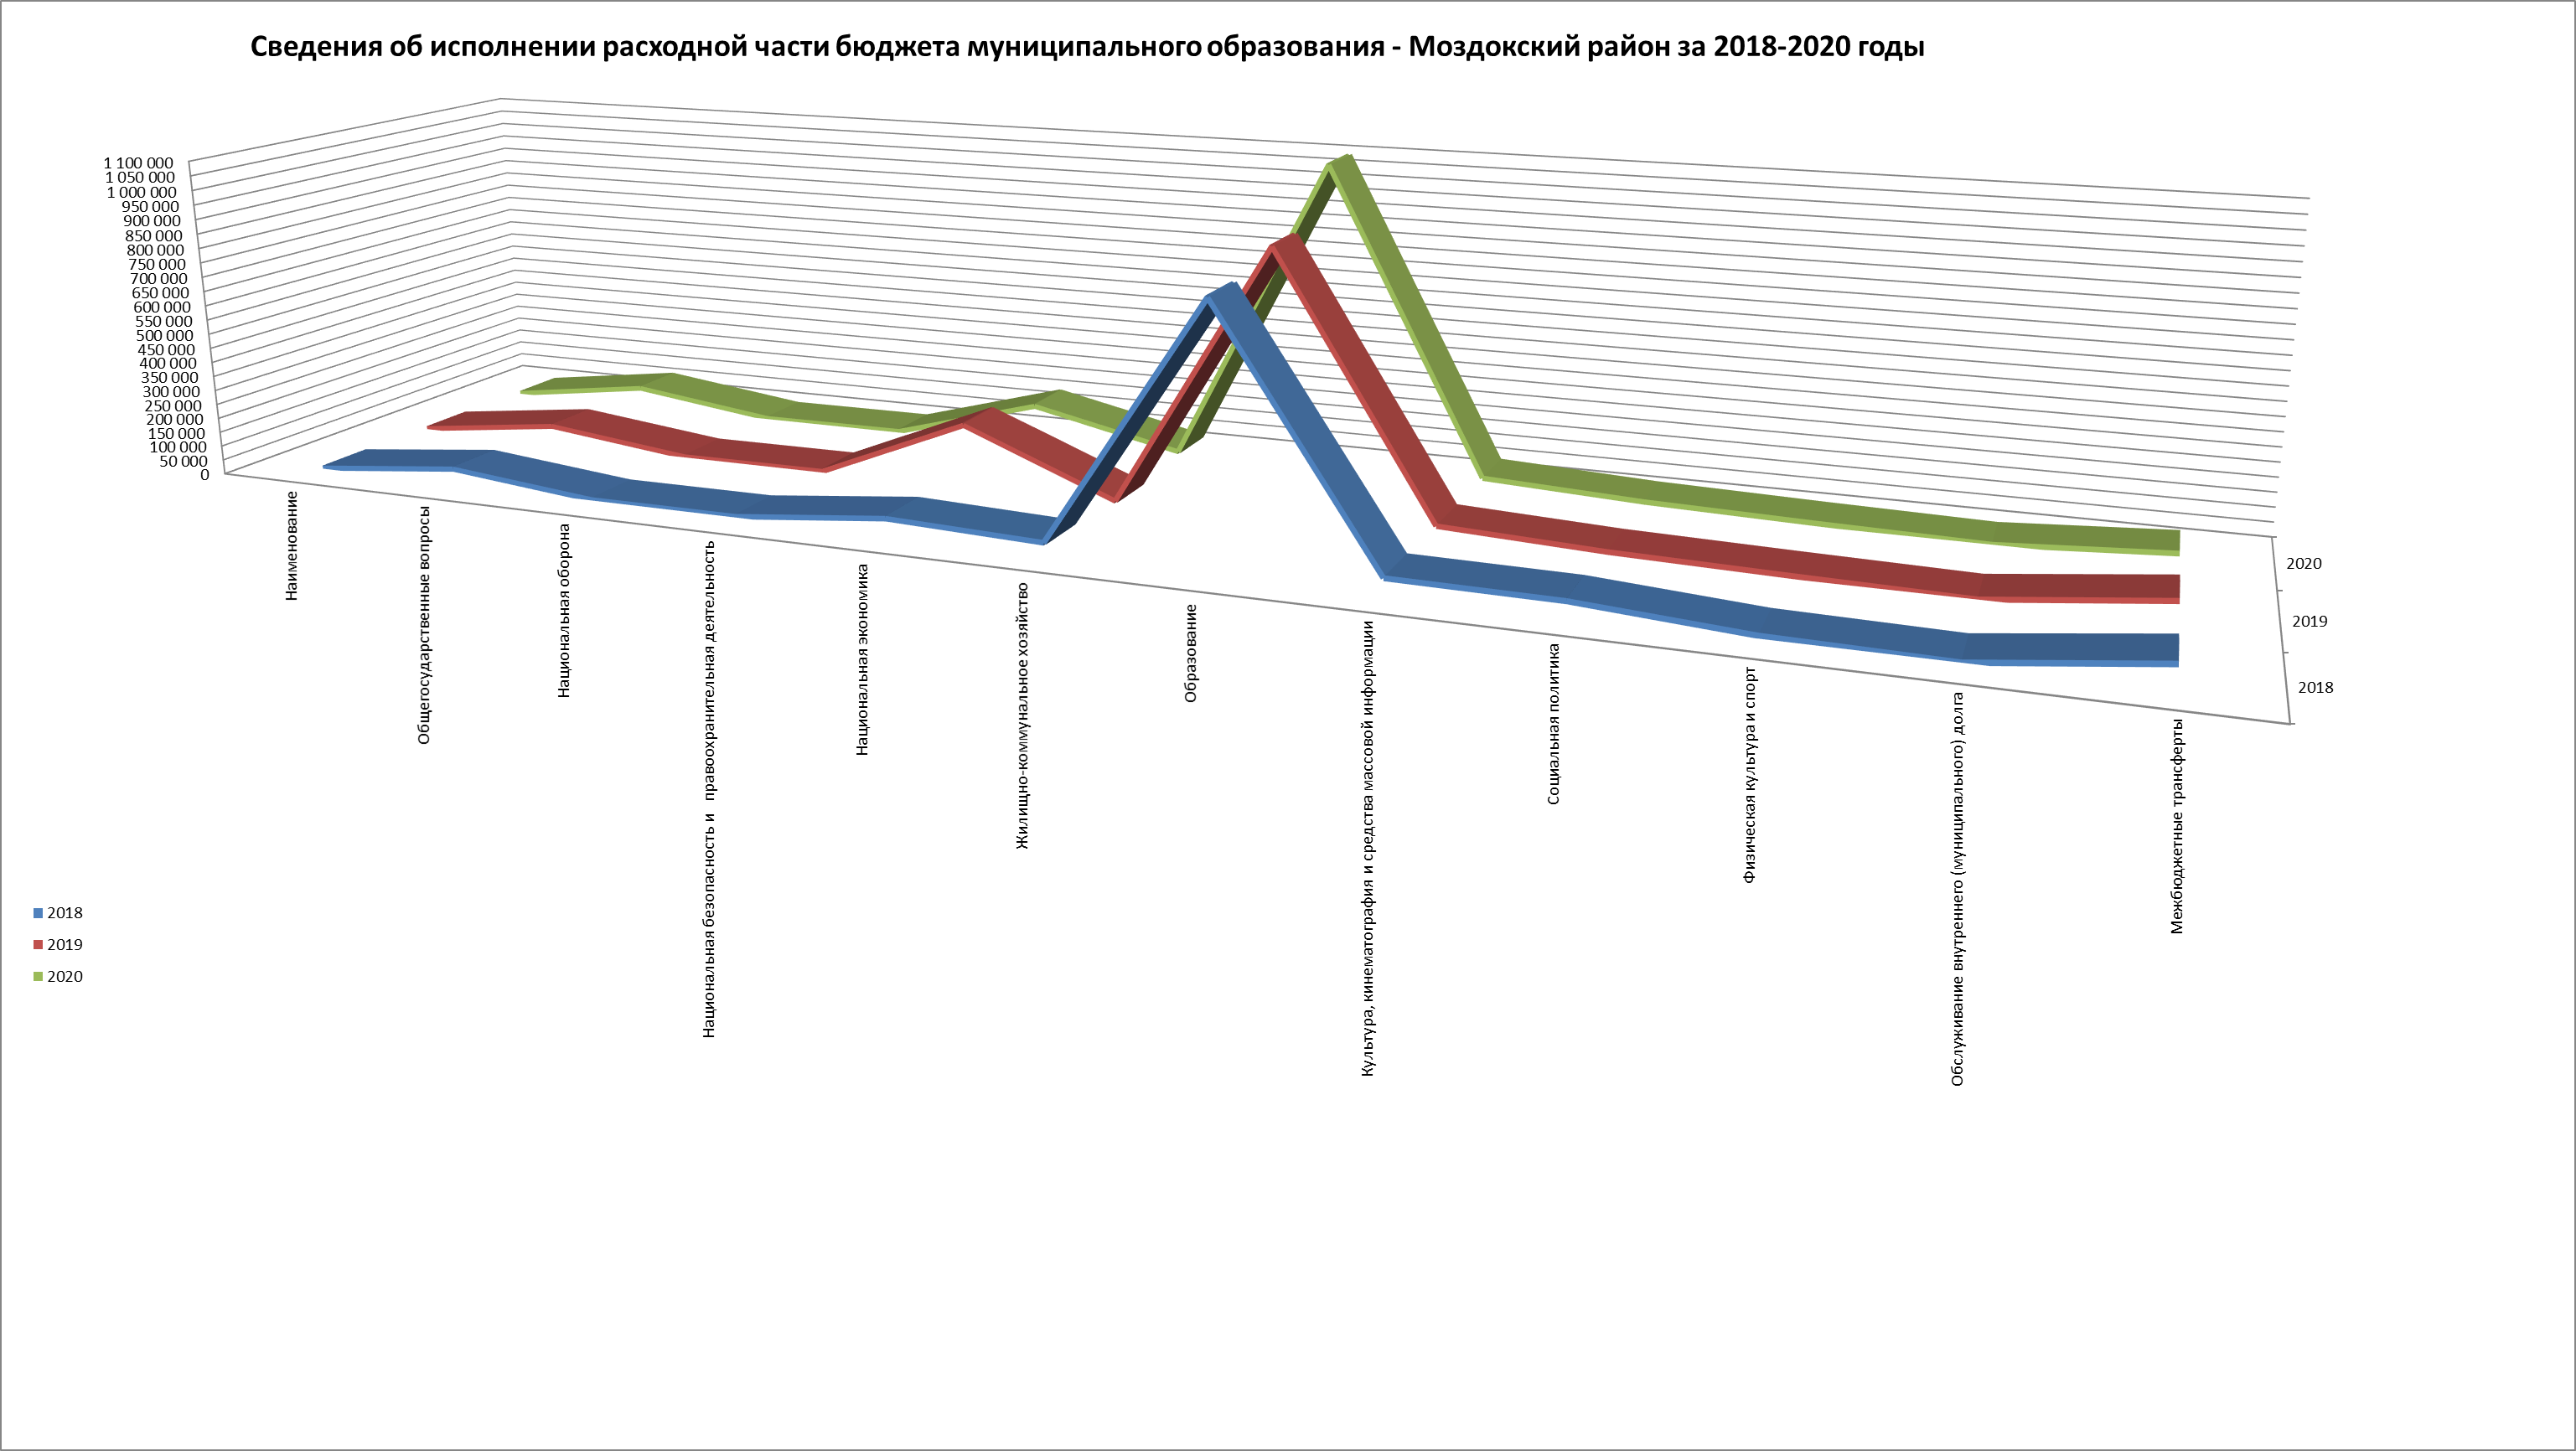 Сведения об исполнении расходной части бюджета муниципального образования - Моздокский район за 2018-2020 годы
1 100 000
1 050 000
1 000 000
950 000
900 000
850 000
800 000
750 000
700 000
650 000
600 000
550 000
500 000
450 000
400 000
350 000
300 000
250 000
200 000
150 000
100 000
50 000
0
Наименование
Общегосударственные вопросы
Национальная оборона
Национальная безопасность и правоохранительная деятельность
Национальная экономика
Жилищно-коммунальное хозяйство
Образование
Культура, кинематография и средства массовой информации
Социальная политика
Физическая культура и спорт
Обслуживание внутреннего (муниципального) долга
Межбюджетные трансферты
2020
2019
2018
2018
2019
2020